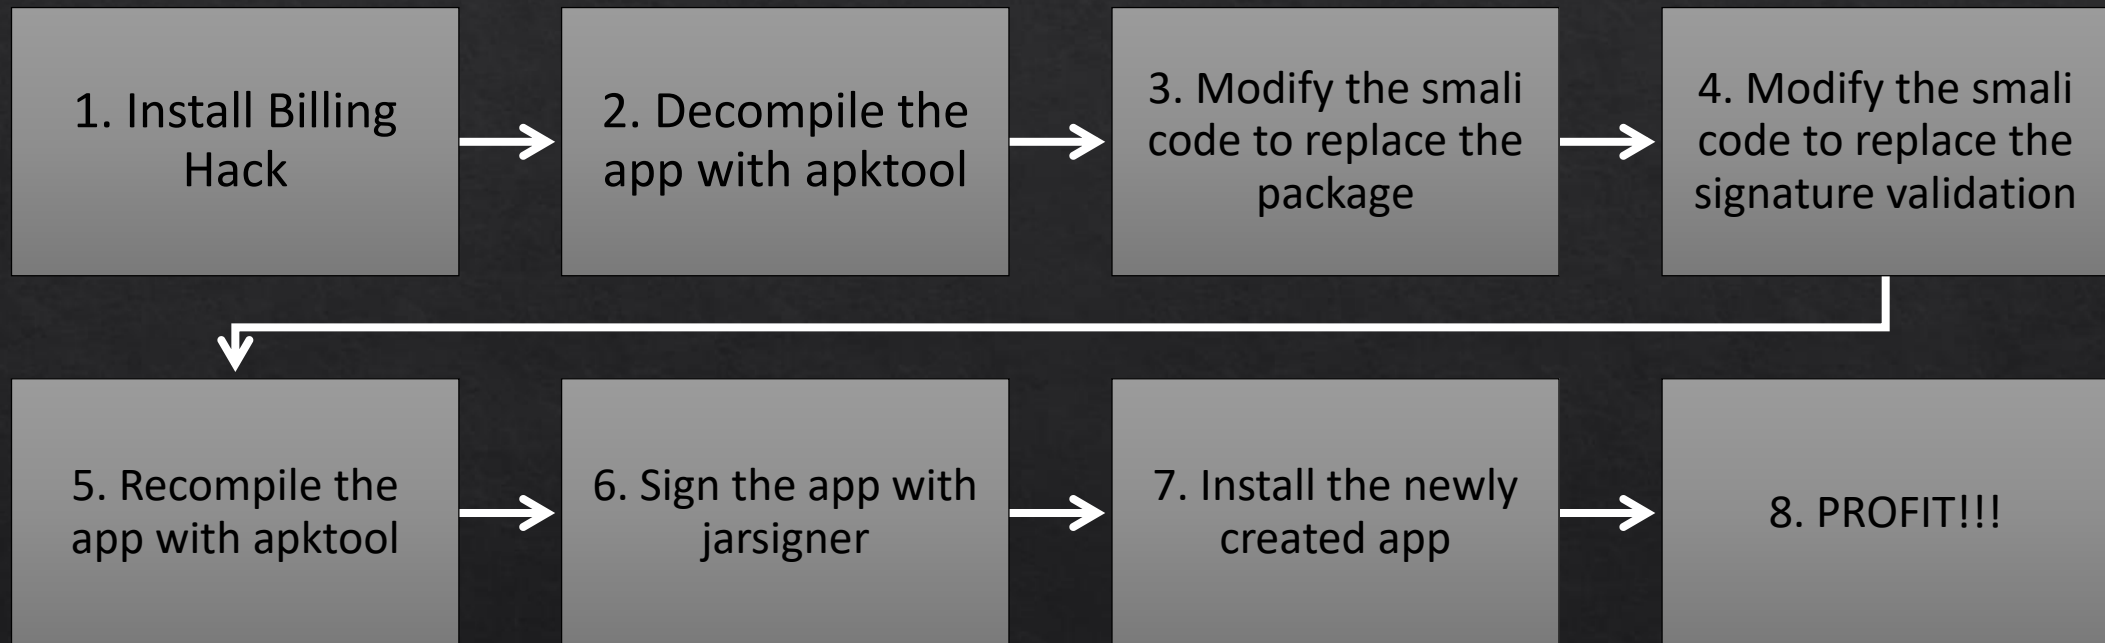 1. Install Billing
Hack
2. Decompile the
app with apktool
3. Modify the smali
code to replace the
package
4. Modify the smali
code to replace the
signature validation
5. Recompile the
app with apktool
6. Sign the app with
jarsigner
7. Install the newly
created app
8. PROFIT!!!